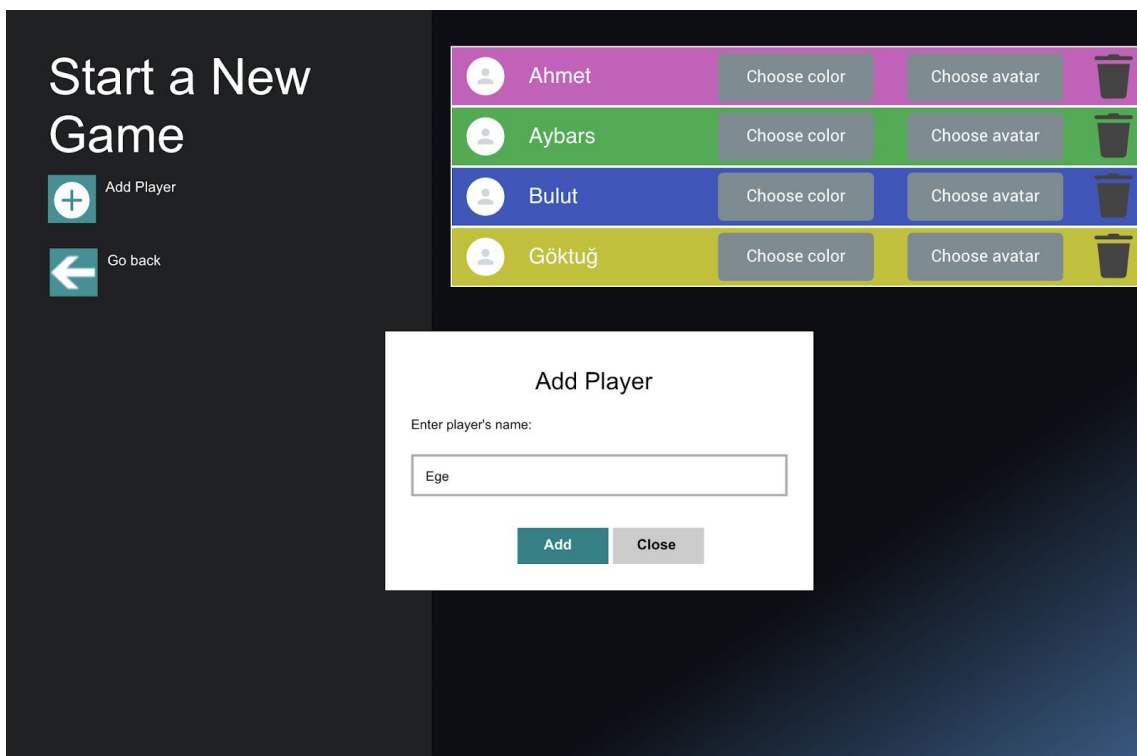 Start a New
Game
Add Player
Go back
Ahmet Choose color Choose avatar
Aybars Choose color Choose avatar
Bulut Choose color Choose avatar
Göktuğ Choose color Choose avatar
Add Player
Enter player's name:
Ege
Add Close